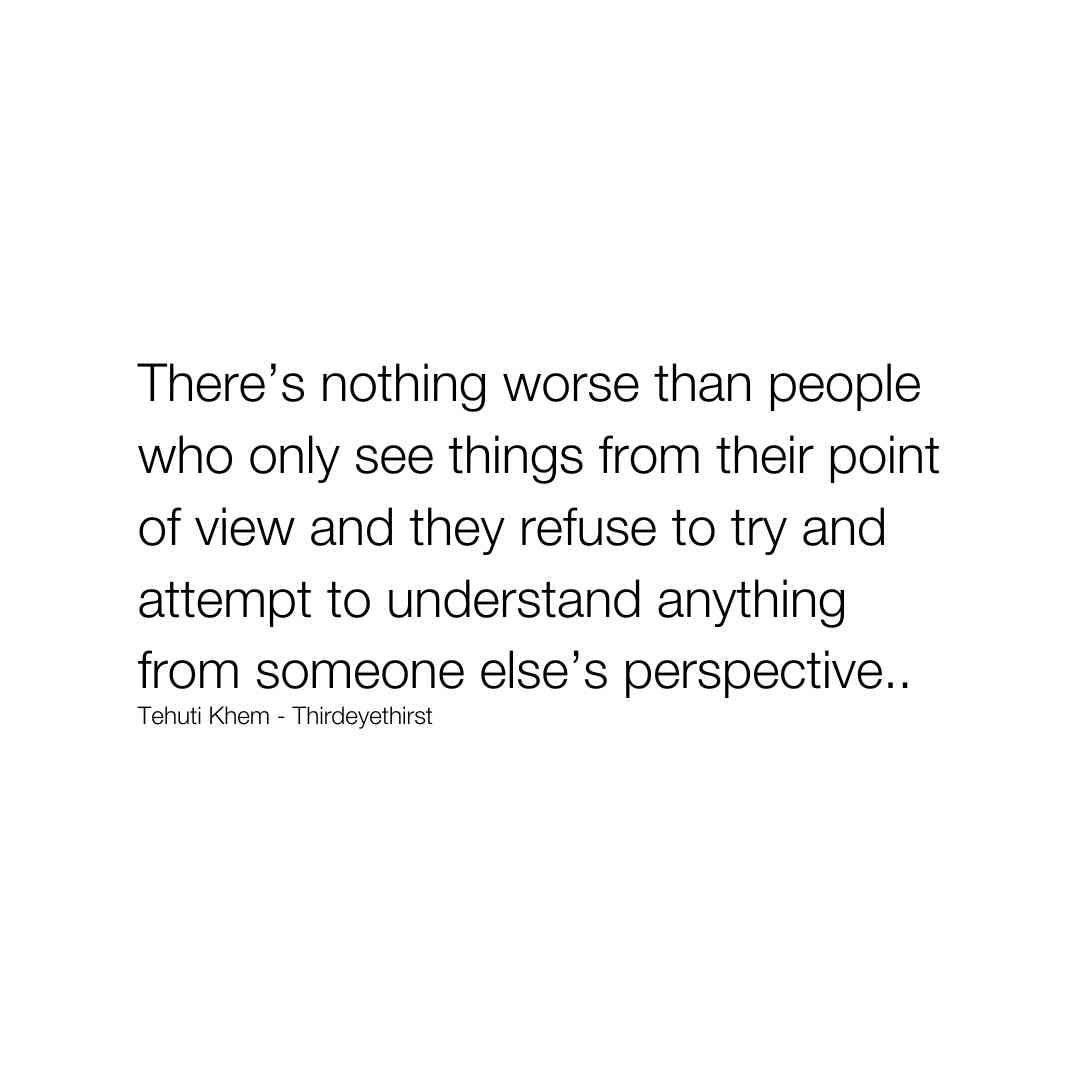 There’s nothing worse than people
who only see things from their point
of view and they refuse to try and
attempt to understand anything
from someone else’s perspective..
Tehuti Khem - Thirdeyethirst